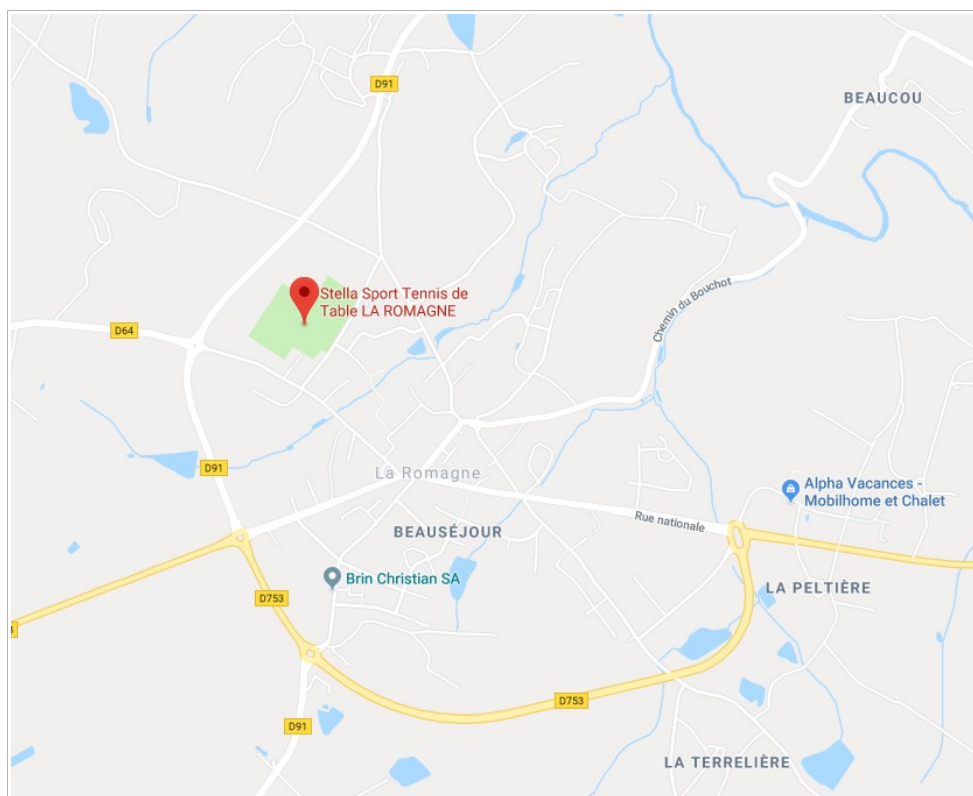 D91
BEAUCOU
Stella Sport Tennis de
Table LA ROMAGNE
Chemin du Bouchot
D64
D91
La Romagne
Alpha Vacances -
Mobilhome et Chalet
Rue nationale
BEAUSÉJOUR
Brin Christian SA
LA PELTIÈRE
D753
D753
D91
LA TERRELIÈRE